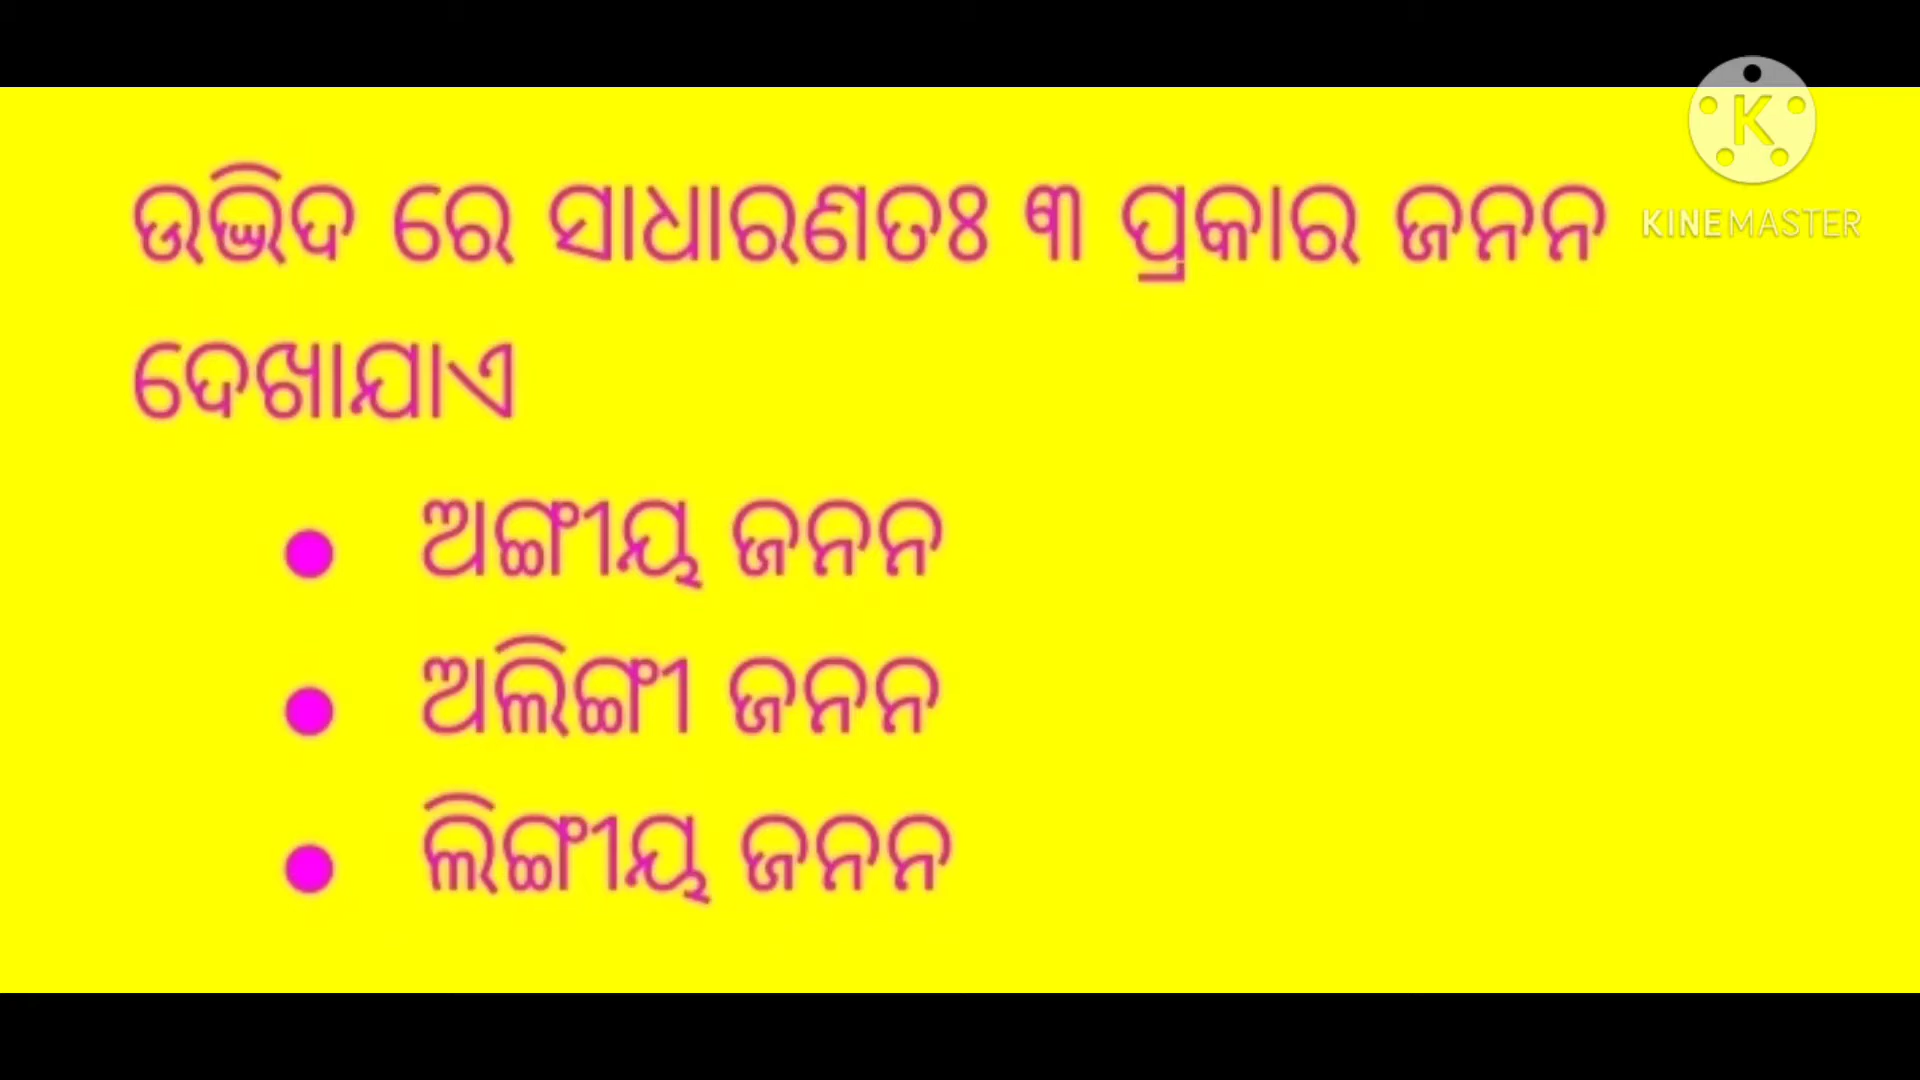 ଉଦ୍ଭିଦ ରେ ସାଧାରଣତଃ ୩ ପ୍ରକାର ଜନନ
ଦେଖାଯାଏ
● ଅଙ୍ଗୀୟ ଜନନ
● ଅଲିଙ୍ଗୀ ଜନନ
● ଲିଙ୍ଗୀୟ ଜନନ
K
KINEMASTER